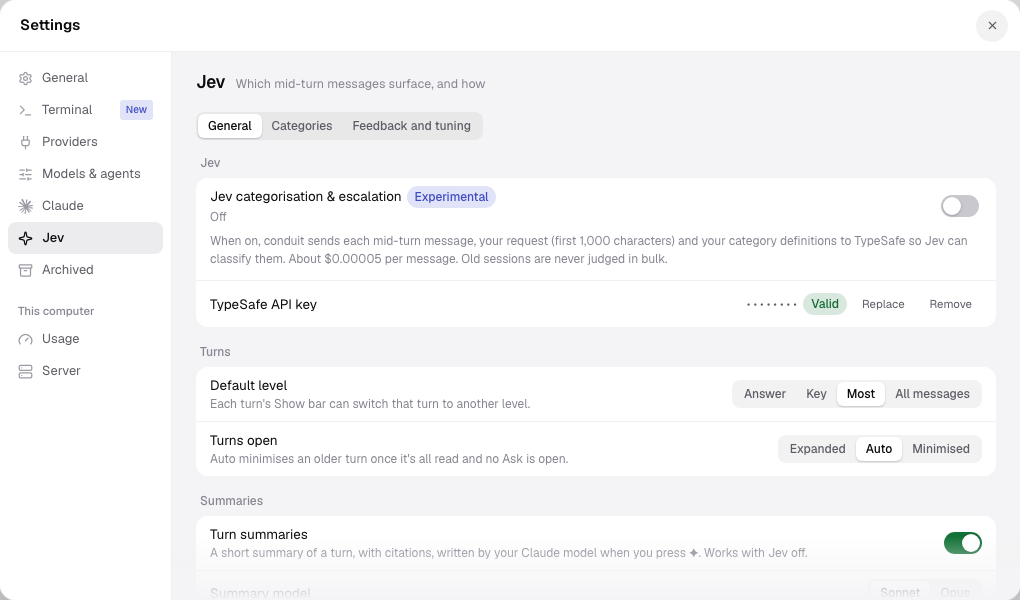 Settings
General
Terminal New
Providers
Models & agents
Claude
Jev
Archived
This computer
Usage
Server
Jev Which mid-turn messages surface, and how
General Categories Feedback and tuning
Jev
Jev categorisation & escalation Experimental
Off
When on, conduit sends each mid-turn message, your request (first 1,000 characters) and your category definitions to TypeSafe so Jev can
classify them. About $0.00005 per message. Old sessions are never judged in bulk.
TypeSafe API key ········ Valid Replace Remove
Turns
Default level
Each turn's Show bar can switch that turn to another level.
Answer Key Most All messages
Turns open
Auto minimises an older turn once it's all read and no Ask is open.
Expanded Auto Minimised
Summaries
Turn summaries
A short summary of a turn, with citations, written by your Claude model when you press ✦. Works with Jev off.
Summary model Sonnet Opus